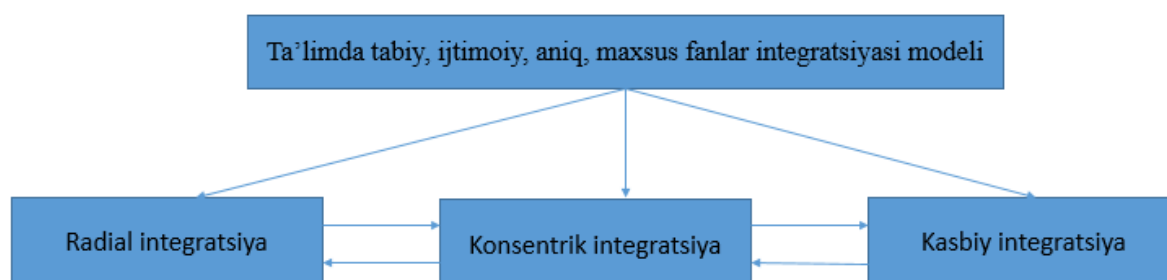 Ta’limda tabiy, ijtimoiy, aniq, maxsus fanlar integratsiyasi modeli
Radial integratsiya
Konsentrik integratsiya
Kasbiy integratsiya